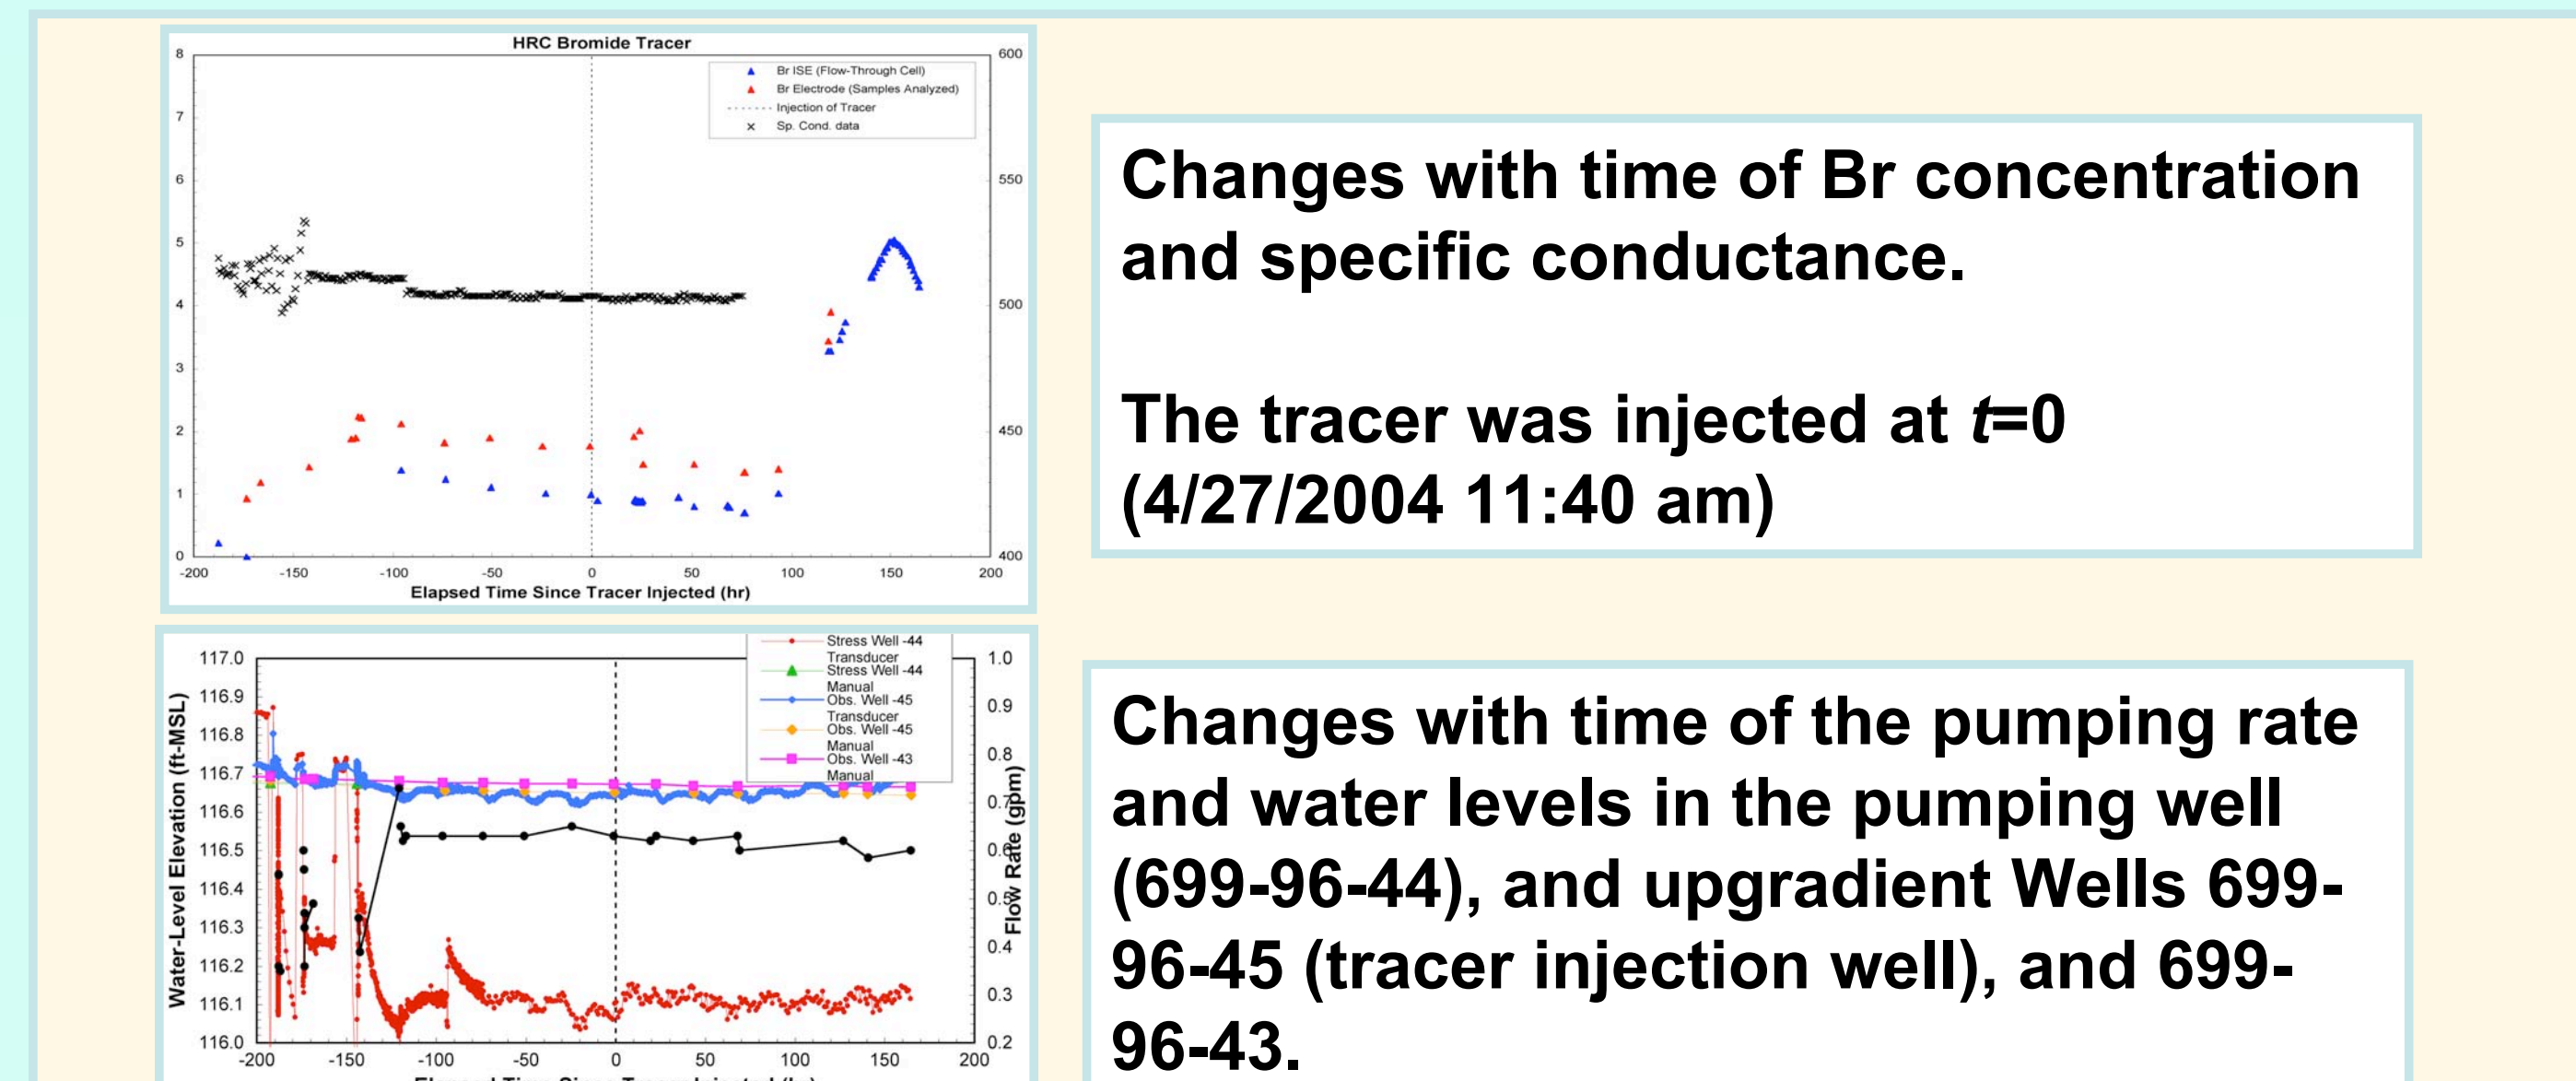 HRC Bromide Tracer
8
7
6
5
4
3
2
1
0
600
550
500
450
400
Br ISE (Flow-Through Cell)
Br Electrode (Samples Analyzed)
Injection of Tracer
Sp. Cond. data
-200 -150 -100 -50 0 50 100 150 200
Elapsed Time Since Tracer Injected (hr)
Changes with time of Br concentration
and specific conductance.
The tracer was injected at t=0
(4/27/2004 11:40 am)
Water-Level Elevation (ft-MSL)
117.0
116.9
116.8
116.7
116.6
116.5
116.4
116.3
116.2
116.1
116.0
Stress Well -44
Transducer
Stress Well -44
Manual
Obs. Well -45
Transducer
Obs. Well -45
Manual
Obs. Well -43
Manual
1.0
0.9
0.8
0.7
0.6
0.5
0.4
0.3
0.2
Flow Rate (gpm)
-200 -150 -100 -50 0 50 100 150 200
Elapsed Time Since Tracer Injected (hr)
Changes with time of the pumping rate
and water levels in the pumping well
(699-96-44), and upgradient Wells 699-
96-45 (tracer injection well), and 699-
96-43.